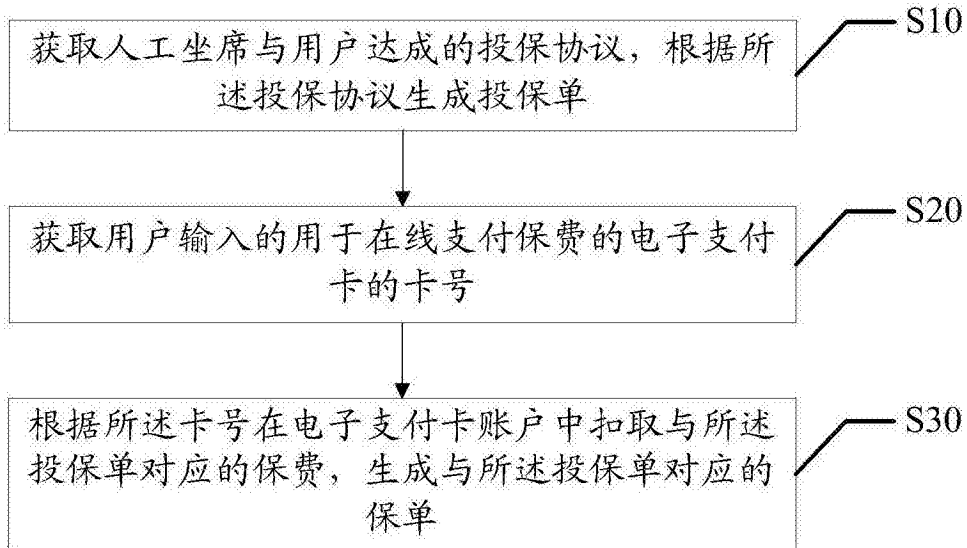 S10
获取人工坐席与用户达成的投保协议，根据所
述投保协议生成投保单
S20
获取用户输入的用于在线支付保费的电子支付
卡的卡号
S30
根据所述卡号在电子支付卡账户中扣取与所述
投保单对应的保费，生成与所述投保单对应的
保单